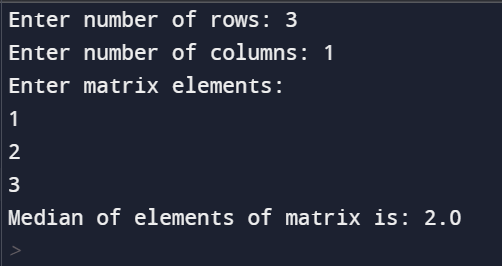 Enter number of rows: 3
Enter number of columns: 1
Enter matrix elements:
1
2
3
Median of elements of matrix is: 2.0
>